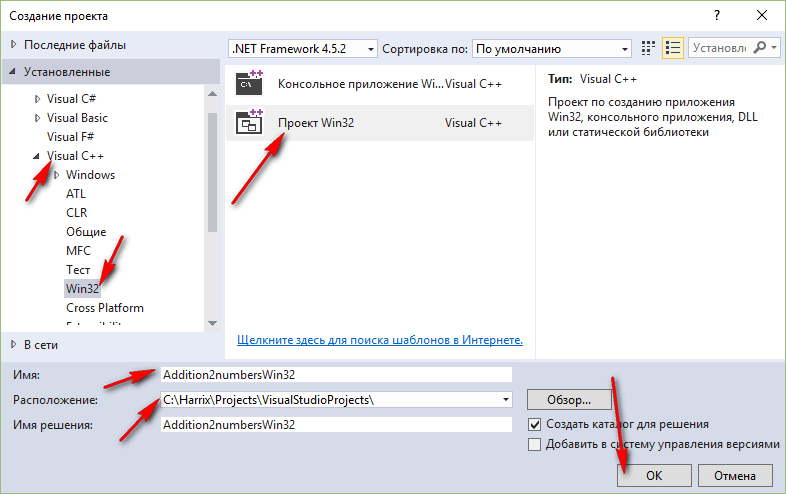 Создание проекта
? 
Последние файлы
.NET Framework 4.5.2 Сортировка по: По умолчанию
Установленные
Visual C#
Visual Basic
Visual F#
Visual C++
Windows
ATL
CLR
Общие
MFC
Тест
Win32
Cross Platform
В сети
C:\
Консольное приложение Wi... Visual C++
Проект Win32 Visual C++
Щелкните здесь для поиска шаблонов в Интернете.
Тип: Visual C++
Проект по созданию приложения
Win32, консольного приложения, DLL
или статической библиотеки
Имя: Addition2numbersWin32
Расположение: C:\Harrix\Projects\VisualStudioProjects\ Обзор...
Имя решения: Addition2numbersWin32
Создать каталог для решения
Добавить в систему управления версиями
OK Отмена